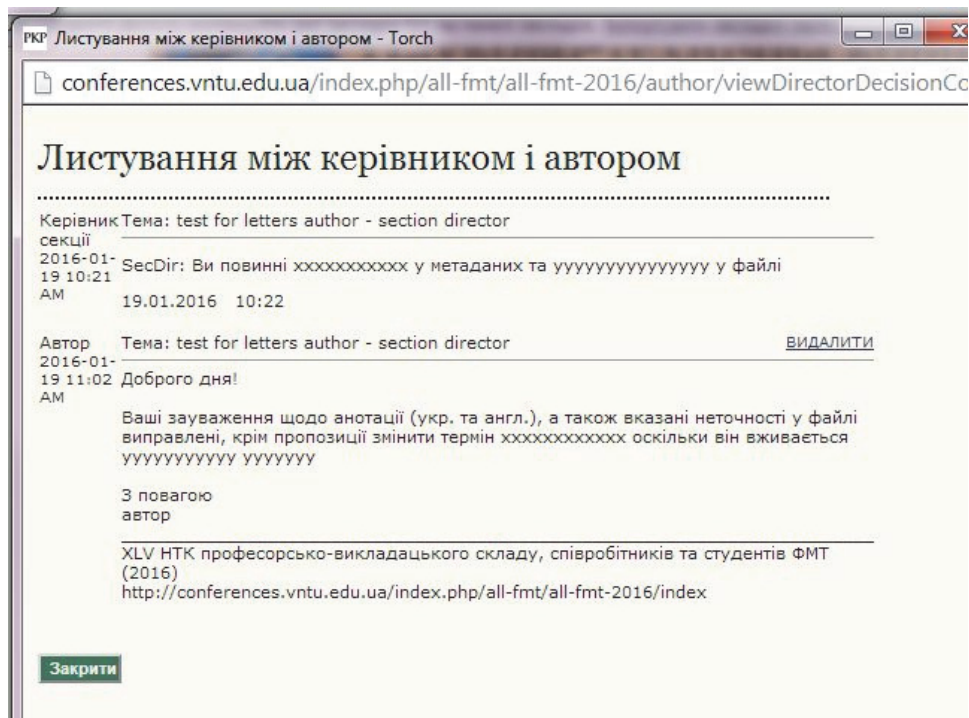 PKP Листування між керівником і автором - Torch
conferences.vntu.edu.ua/index.php/all-fmt/all-fmt-2016/author/viewDirectorDecisionCo
Листування між керівником і автором
Керівник секції 2016-01-19 10:21 AM
Тема: test for letters author - section director
SecDir: Ви повинні xxxxxxxxxxx у метаданих та yyyyyyyyyyyyyyy у файлі
19.01.2016 10:22
Автор 2016-01-19 11:02 AM
Тема: test for letters author - section director ВИДАЛИТИ
Доброго дня!
Ваші зауваження щодо анотації (укр. та англ.), а також вказані неточності у файлі
виправлені, крім пропозиції змінити термін xxxxxxxxxxxx оскільки він вживається
yyyyyyyyyyy yyyyyyy
З повагою
автор
XLV НТК професорсько-викладацького складу, співробітників та студентів ФМТ
(2016)
http://conferences.vntu.edu.ua/index.php/all-fmt/all-fmt-2016/index
Закрити